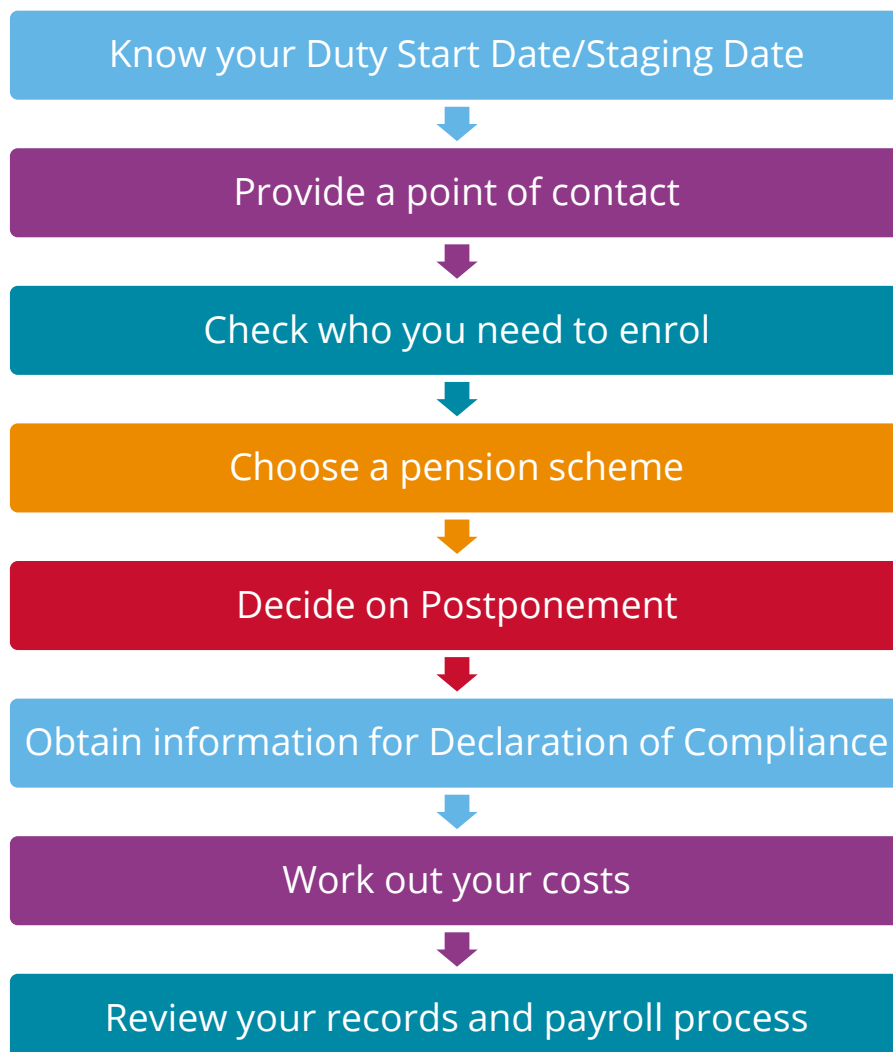 Know your Duty Start Date/Staging Date
Provide a point of contact
Check who you need to enrol
Choose a pension scheme
Decide on Postponement
Obtain information for Declaration of Compliance
Work out your costs
Review your records and payroll process